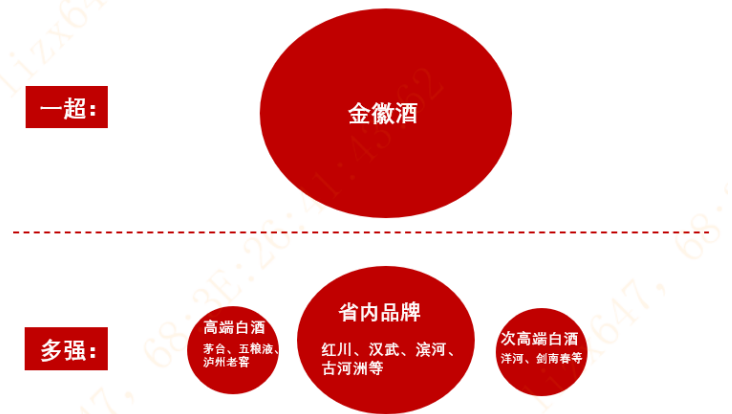 一超:
金徽酒
多强:
高端白酒
茅台、五粮液、
泸州老窖
省内品牌
红川、汉武、滨河、
古河洲等
次高端白酒
洋河、剑南春等